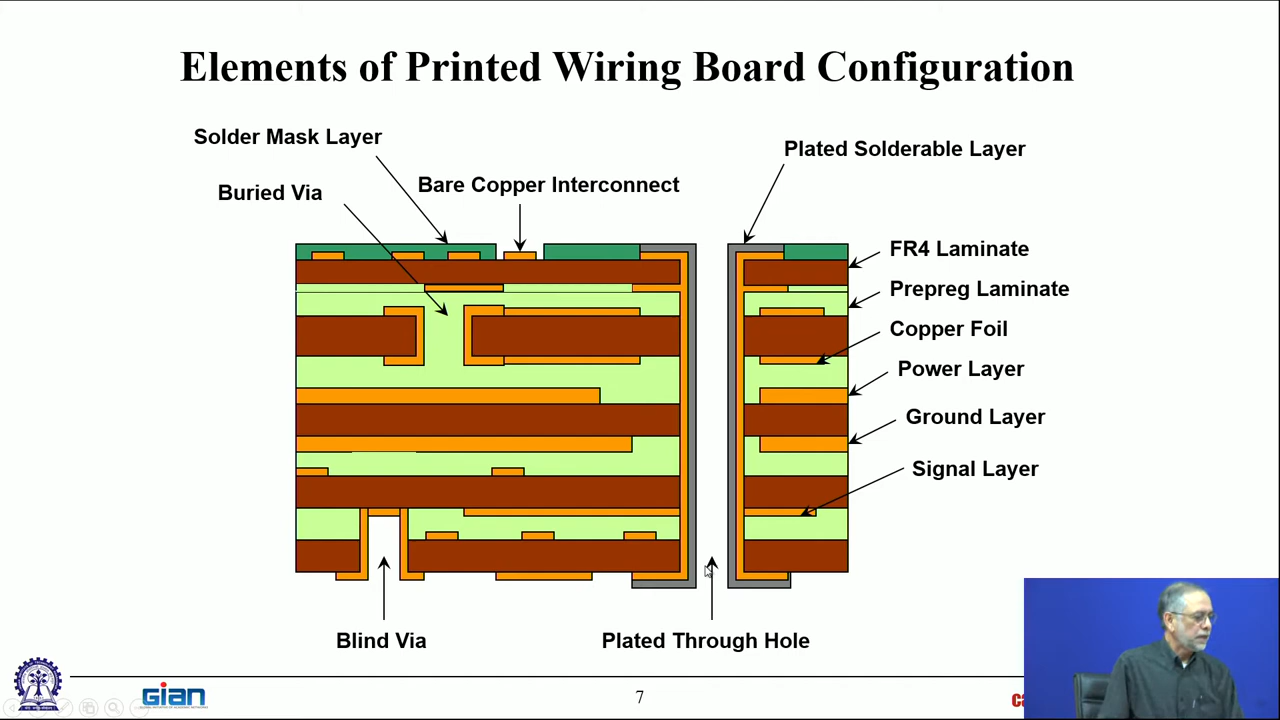 Elements of Printed Wiring Board Configuration
Solder Mask Layer
Plated Solderable Layer
Buried Via
Bare Copper Interconnect
FR4 Laminate
Prepreg Laminate
Copper Foil
Power Layer
Ground Layer
Signal Layer
Blind Via
Plated Through Hole
GIAN
7
ca